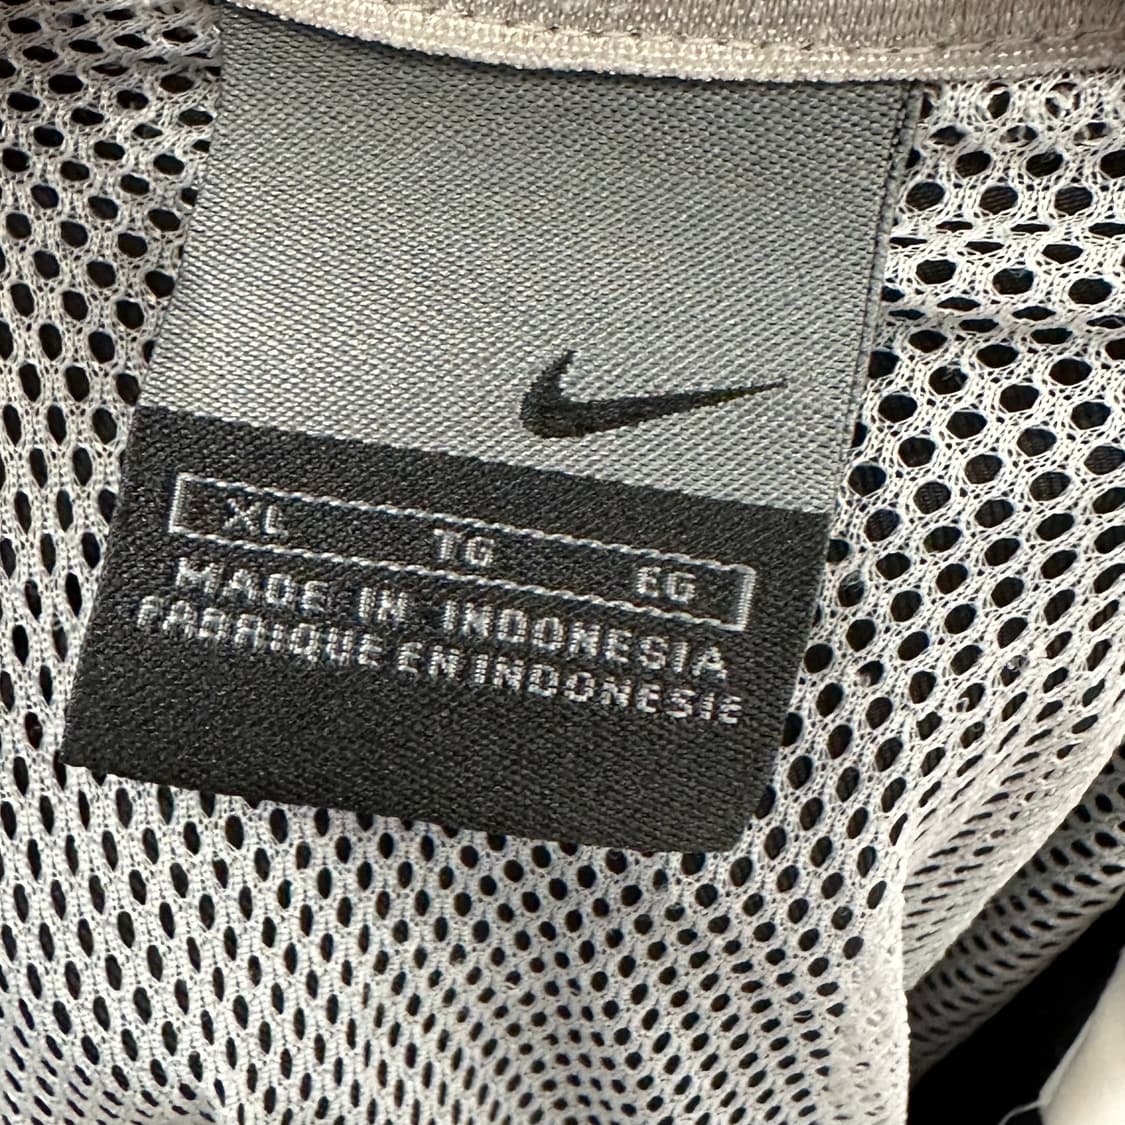 XL TG EG
MADE IN INDONESIA
FABRIQUE EN INDONESIE